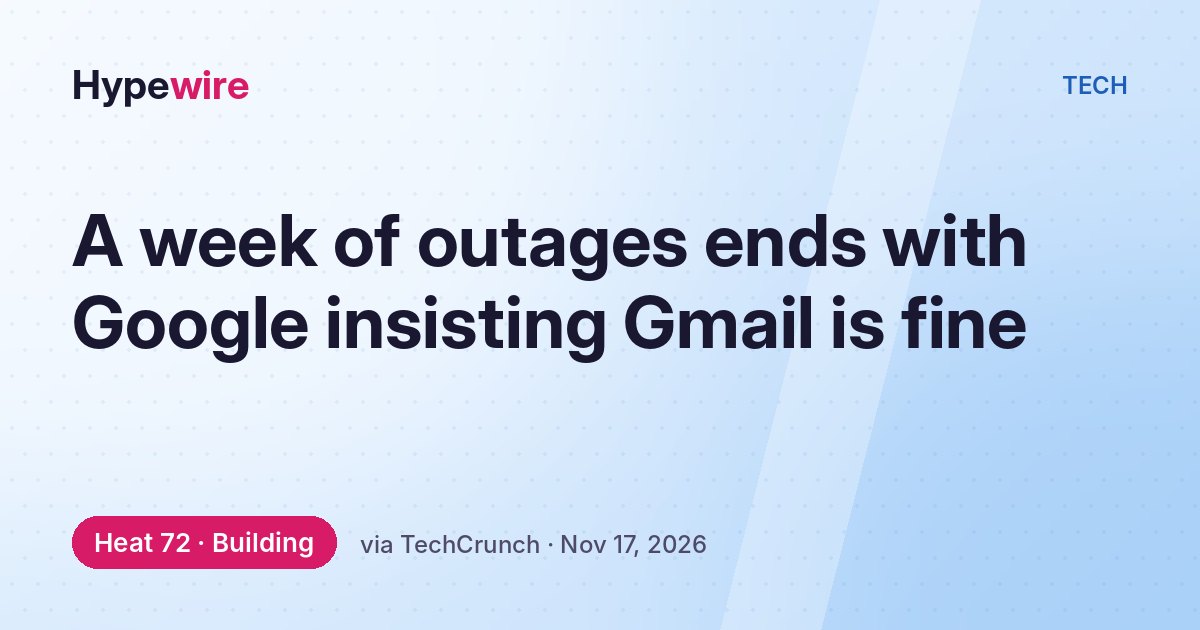 Hypewire
TECH
A week of outages ends with
Google insisting Gmail is fine
Heat 72 · Building
via TechCrunch · Nov 17, 2026